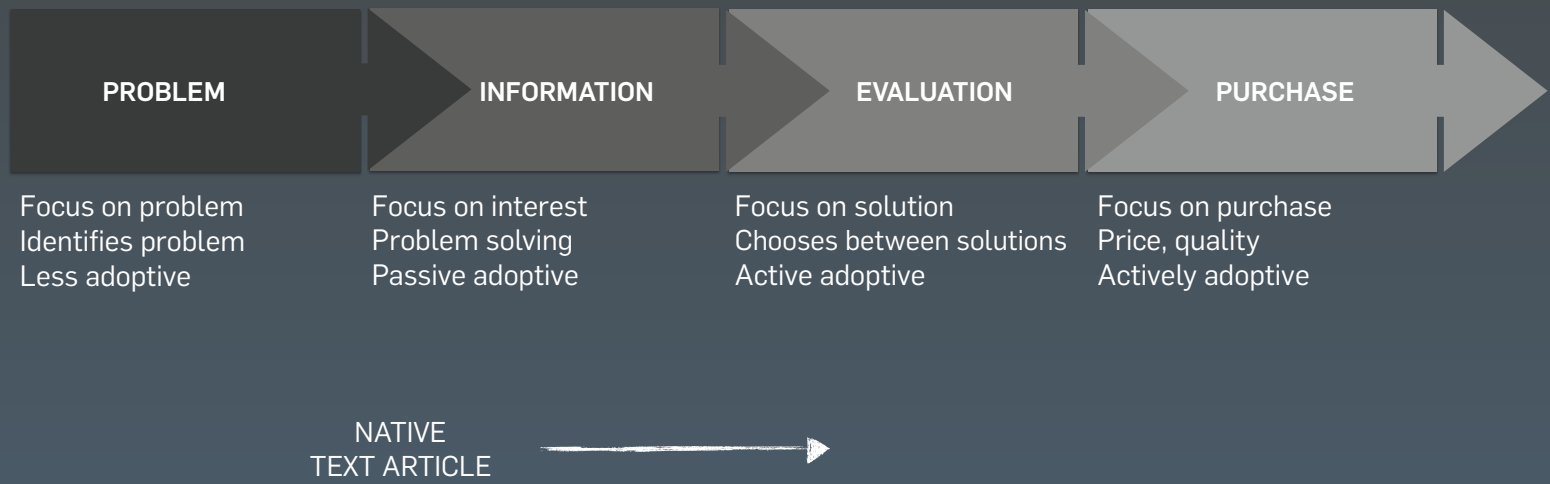 PROBLEM
INFORMATION
EVALUATION
PURCHASE
Focus on problem
Identifies problem
Less adoptive
Focus on interest
Problem solving
Passive adoptive
Focus on solution
Chooses between solutions
Active adoptive
Focus on purchase
Price, quality
Actively adoptive
NATIVE
TEXT ARTICLE